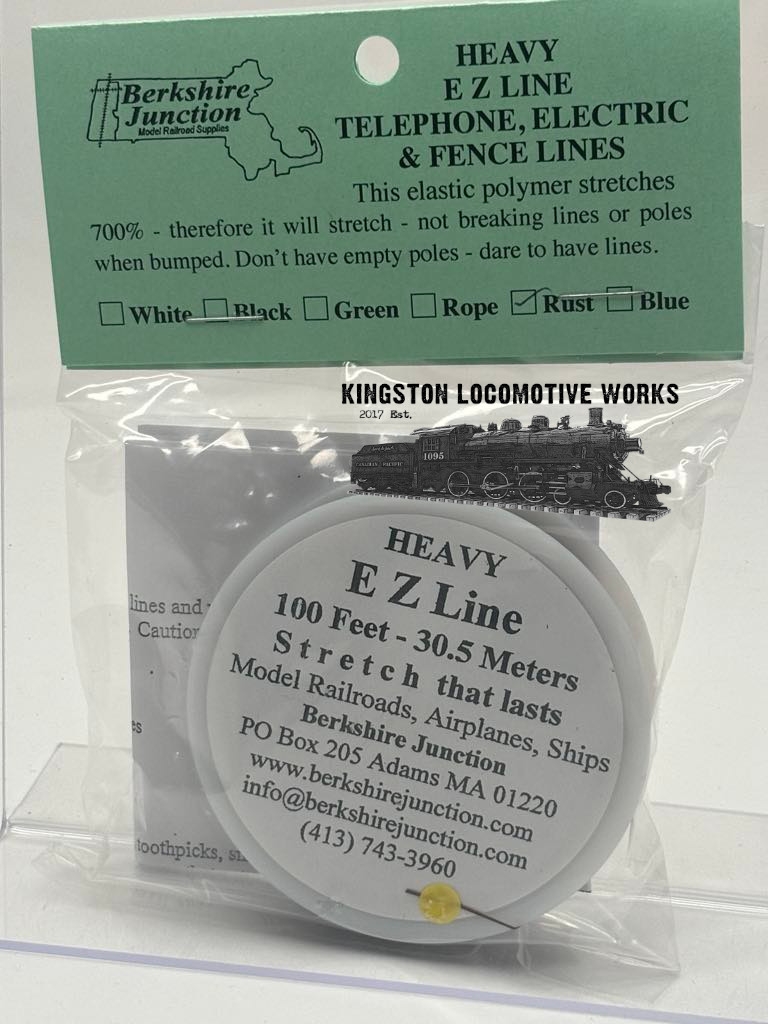 Berkshire
Junction
Model Railroad Supplies
HEAVY
E Z LINE
TELEPHONE, ELECTRIC
& FENCE LINES
This elastic polymer stretches
700% - therefore it will stretch - not breaking lines or poles
when bumped. Don't have empty poles - dare to have lines.
White Black Green Rope Rust Blue
KINGSTON LOCOMOTIVE WORKS
2017 Est.
1095
CANADIAN PACIFIC
HEAVY
E Z Line
100 Feet - 30.5 Meters
Stretch that lasts
Model Railroads, Airplanes, Ships
Berkshire Junction
PO Box 205 Adams MA 01220
www.berkshirejunction.com
info@berkshirejunction.com
(413) 743-3960
lines and
Caution
es
toothpicks,